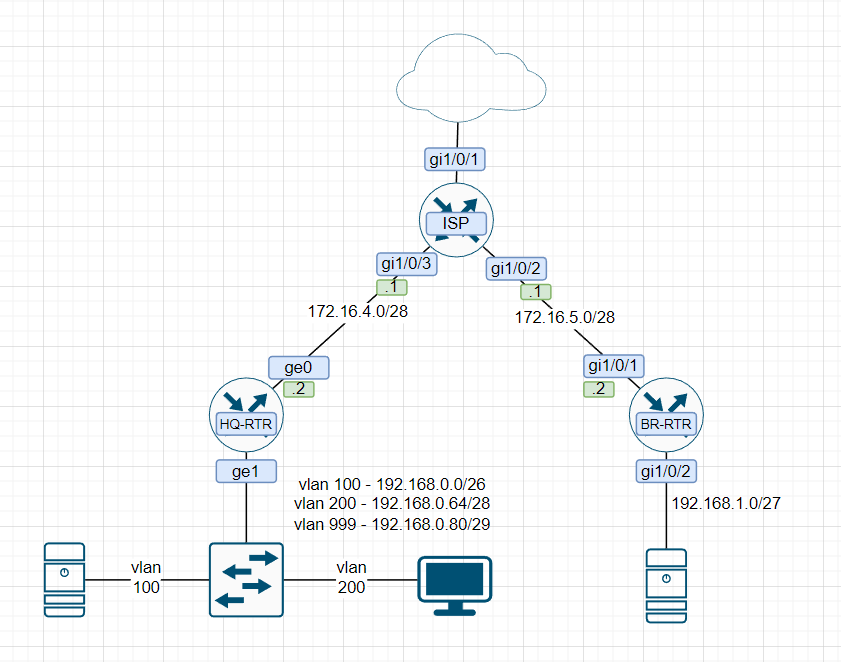 gi1/0/1
ISP
gi1/0/3
gi1/0/2
.1
.1
172.16.4.0/28
172.16.5.0/28
ge0
gi1/0/1
.2
.2
HQ-RTR
BR-RTR
ge1
gi1/0/2
vlan 100 - 192.168.0.0/26
vlan 200 - 192.168.0.64/28
vlan 999 - 192.168.0.80/29
192.168.1.0/27
vlan
100
vlan
200